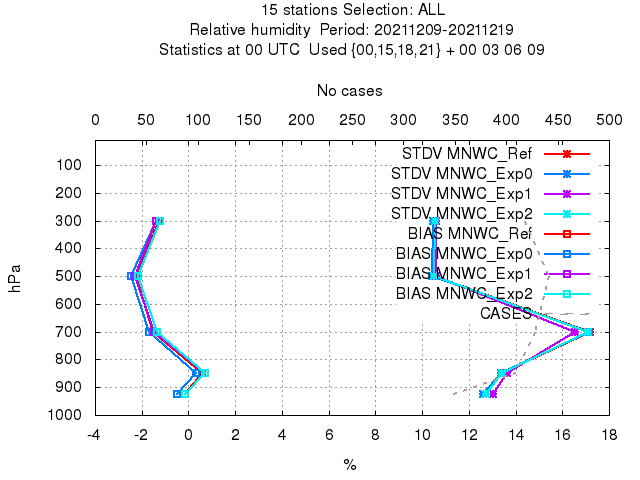 15 stations Selection: ALL
Relative humidity Period: 20211209-20211219
Statistics at 00 UTC Used {00,15,18,21} + 00 03 06 09
No cases
0 50 100 150 200 250 300 350 400 450 500
STDV MNWC_Ref
STDV MNWC_Exp0
STDV MNWC_Exp1
STDV MNWC_Exp2
BIAS MNWC_Ref
BIAS MNWC_Exp0
BIAS MNWC_Exp1
BIAS MNWC_Exp2
CASES
hPa
100
200
300
400
500
600
700
800
900
1000
-4 -2 0 2 4 6 8 10 12 14 16 18
%